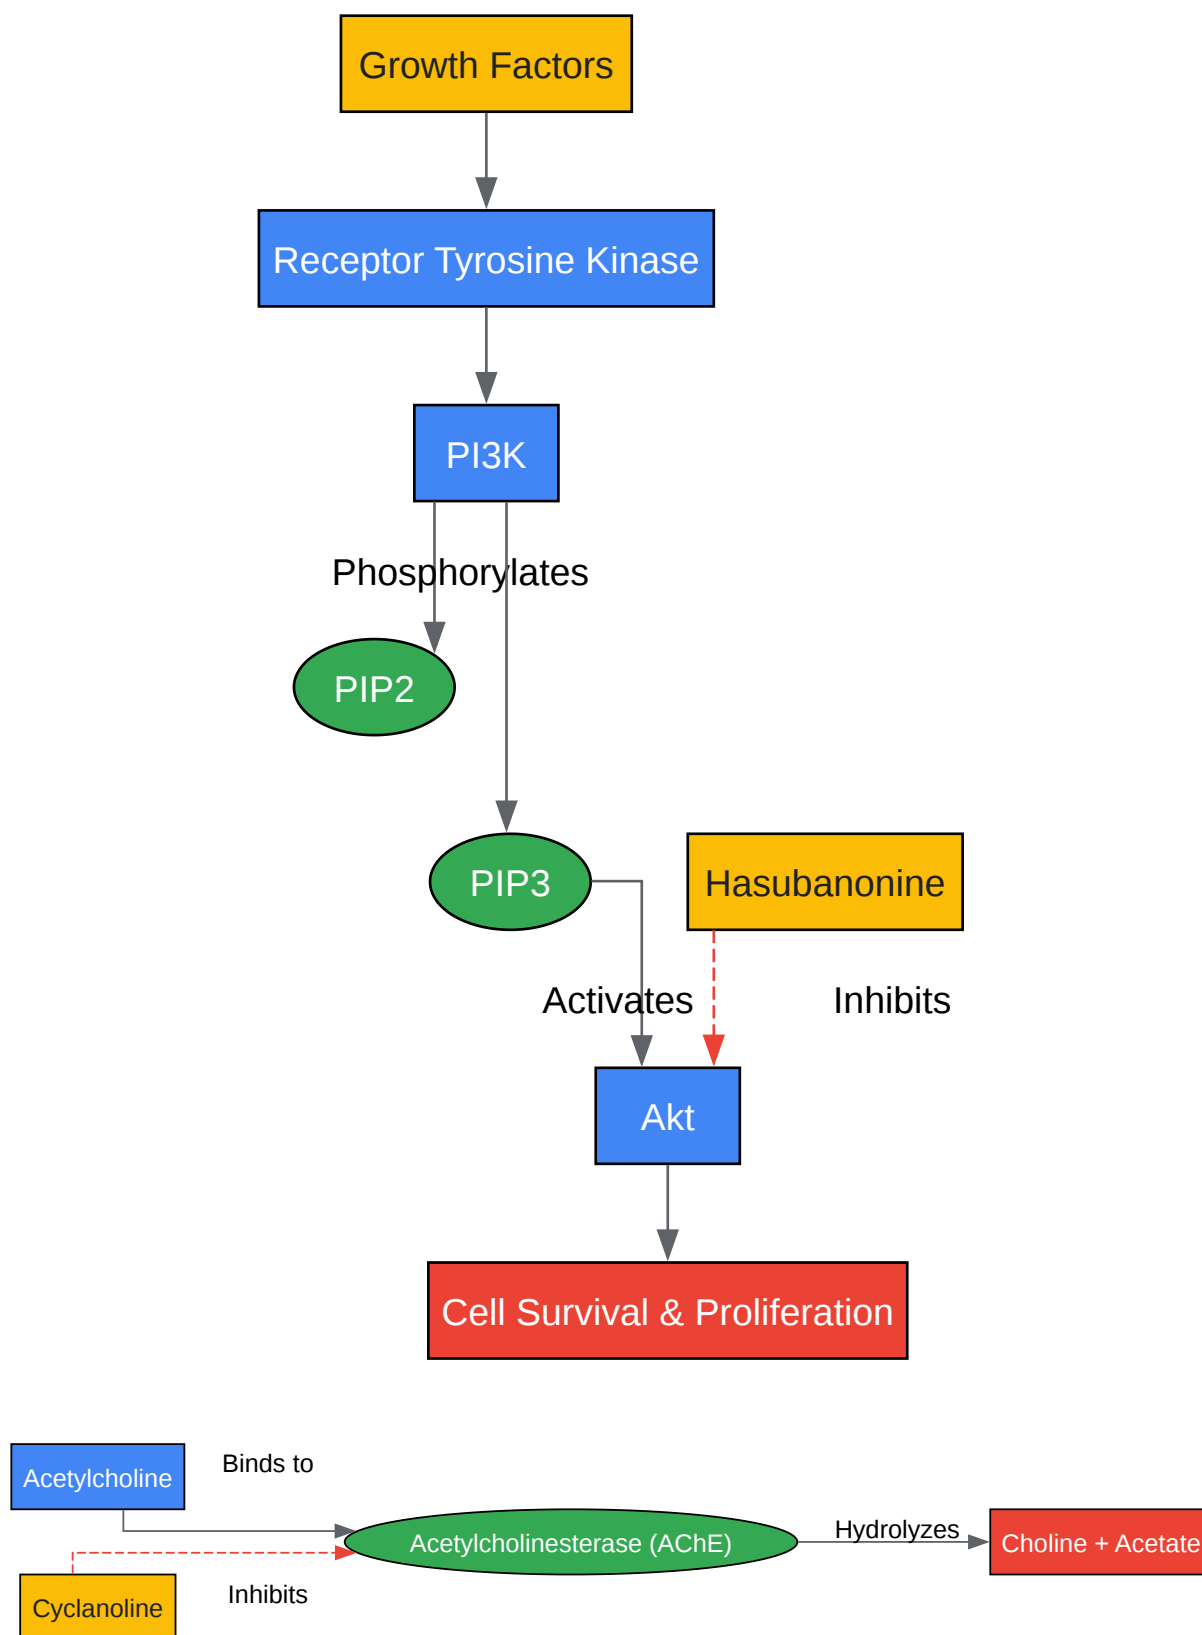 Growth Factors
Receptor Tyrosine Kinase
PI3K
Phosphorylates
PIP2
PIP3
Hasubanonine
Activates
Inhibits
Akt
Cell Survival & Proliferation
Acetylcholine
Binds to
Acetylcholinesterase (AChE)
Hydrolyzes
Choline + Acetate
Inhibits
Cyclanoline